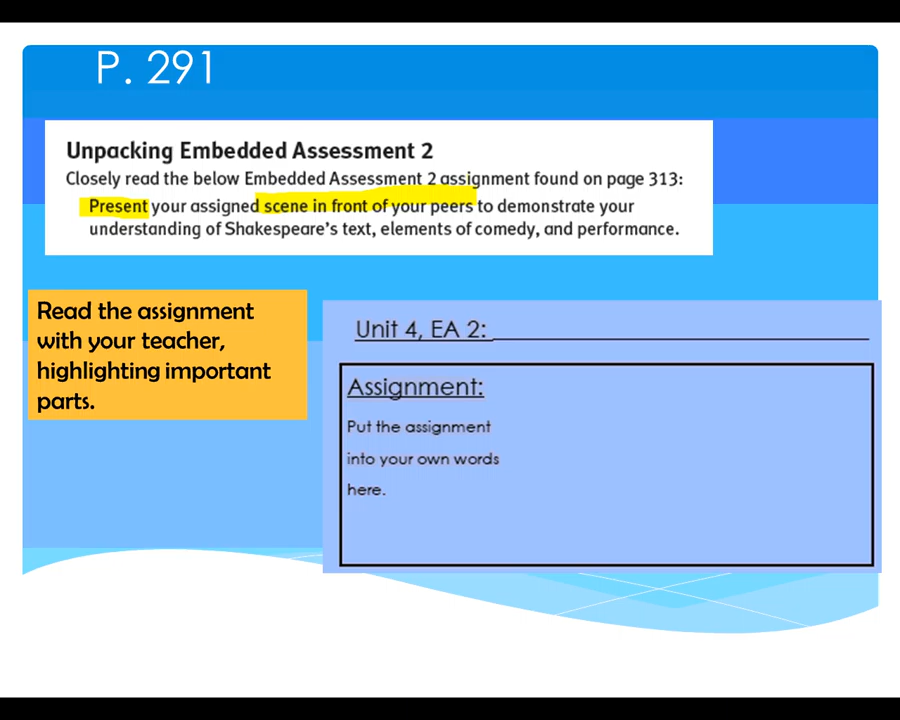 P. 291
Unpacking Embedded Assessment 2
Closely read the below Embedded Assessment 2 assignment found on page 313:
Present your assigned scene in front of your peers to demonstrate your
understanding of Shakespeare's text, elements of comedy, and performance.
Read the assignment
with your teacher,
highlighting important
parts.
Unit 4, EA 2:
Assignment:
Put the assignment
into your own words
here.